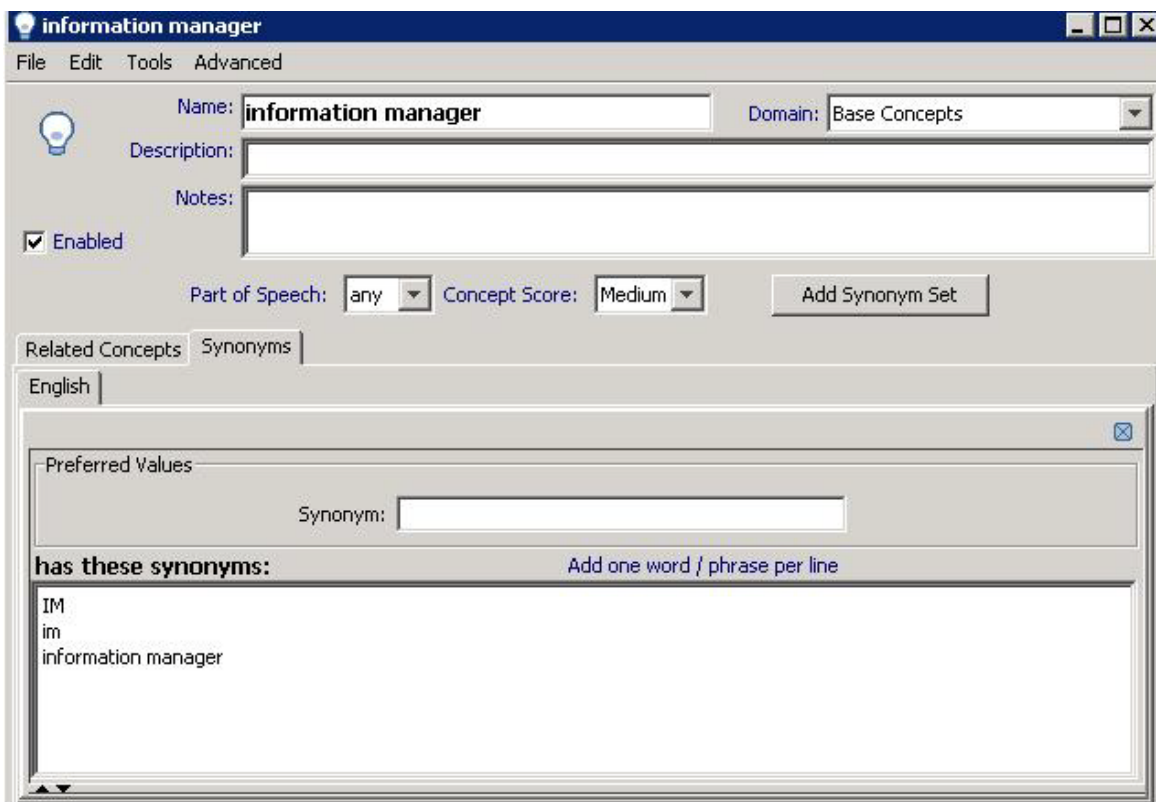 information manager
File Edit Tools Advanced
Name: information manager Domain: Base Concepts
Description:
Notes:
Enabled
Part of Speech: any Concept Score: Medium Add Synonym Set
Related Concepts Synonyms
English
Preferred Values
Synonym:
has these synonyms: Add one word / phrase per line
IM
im
information manager